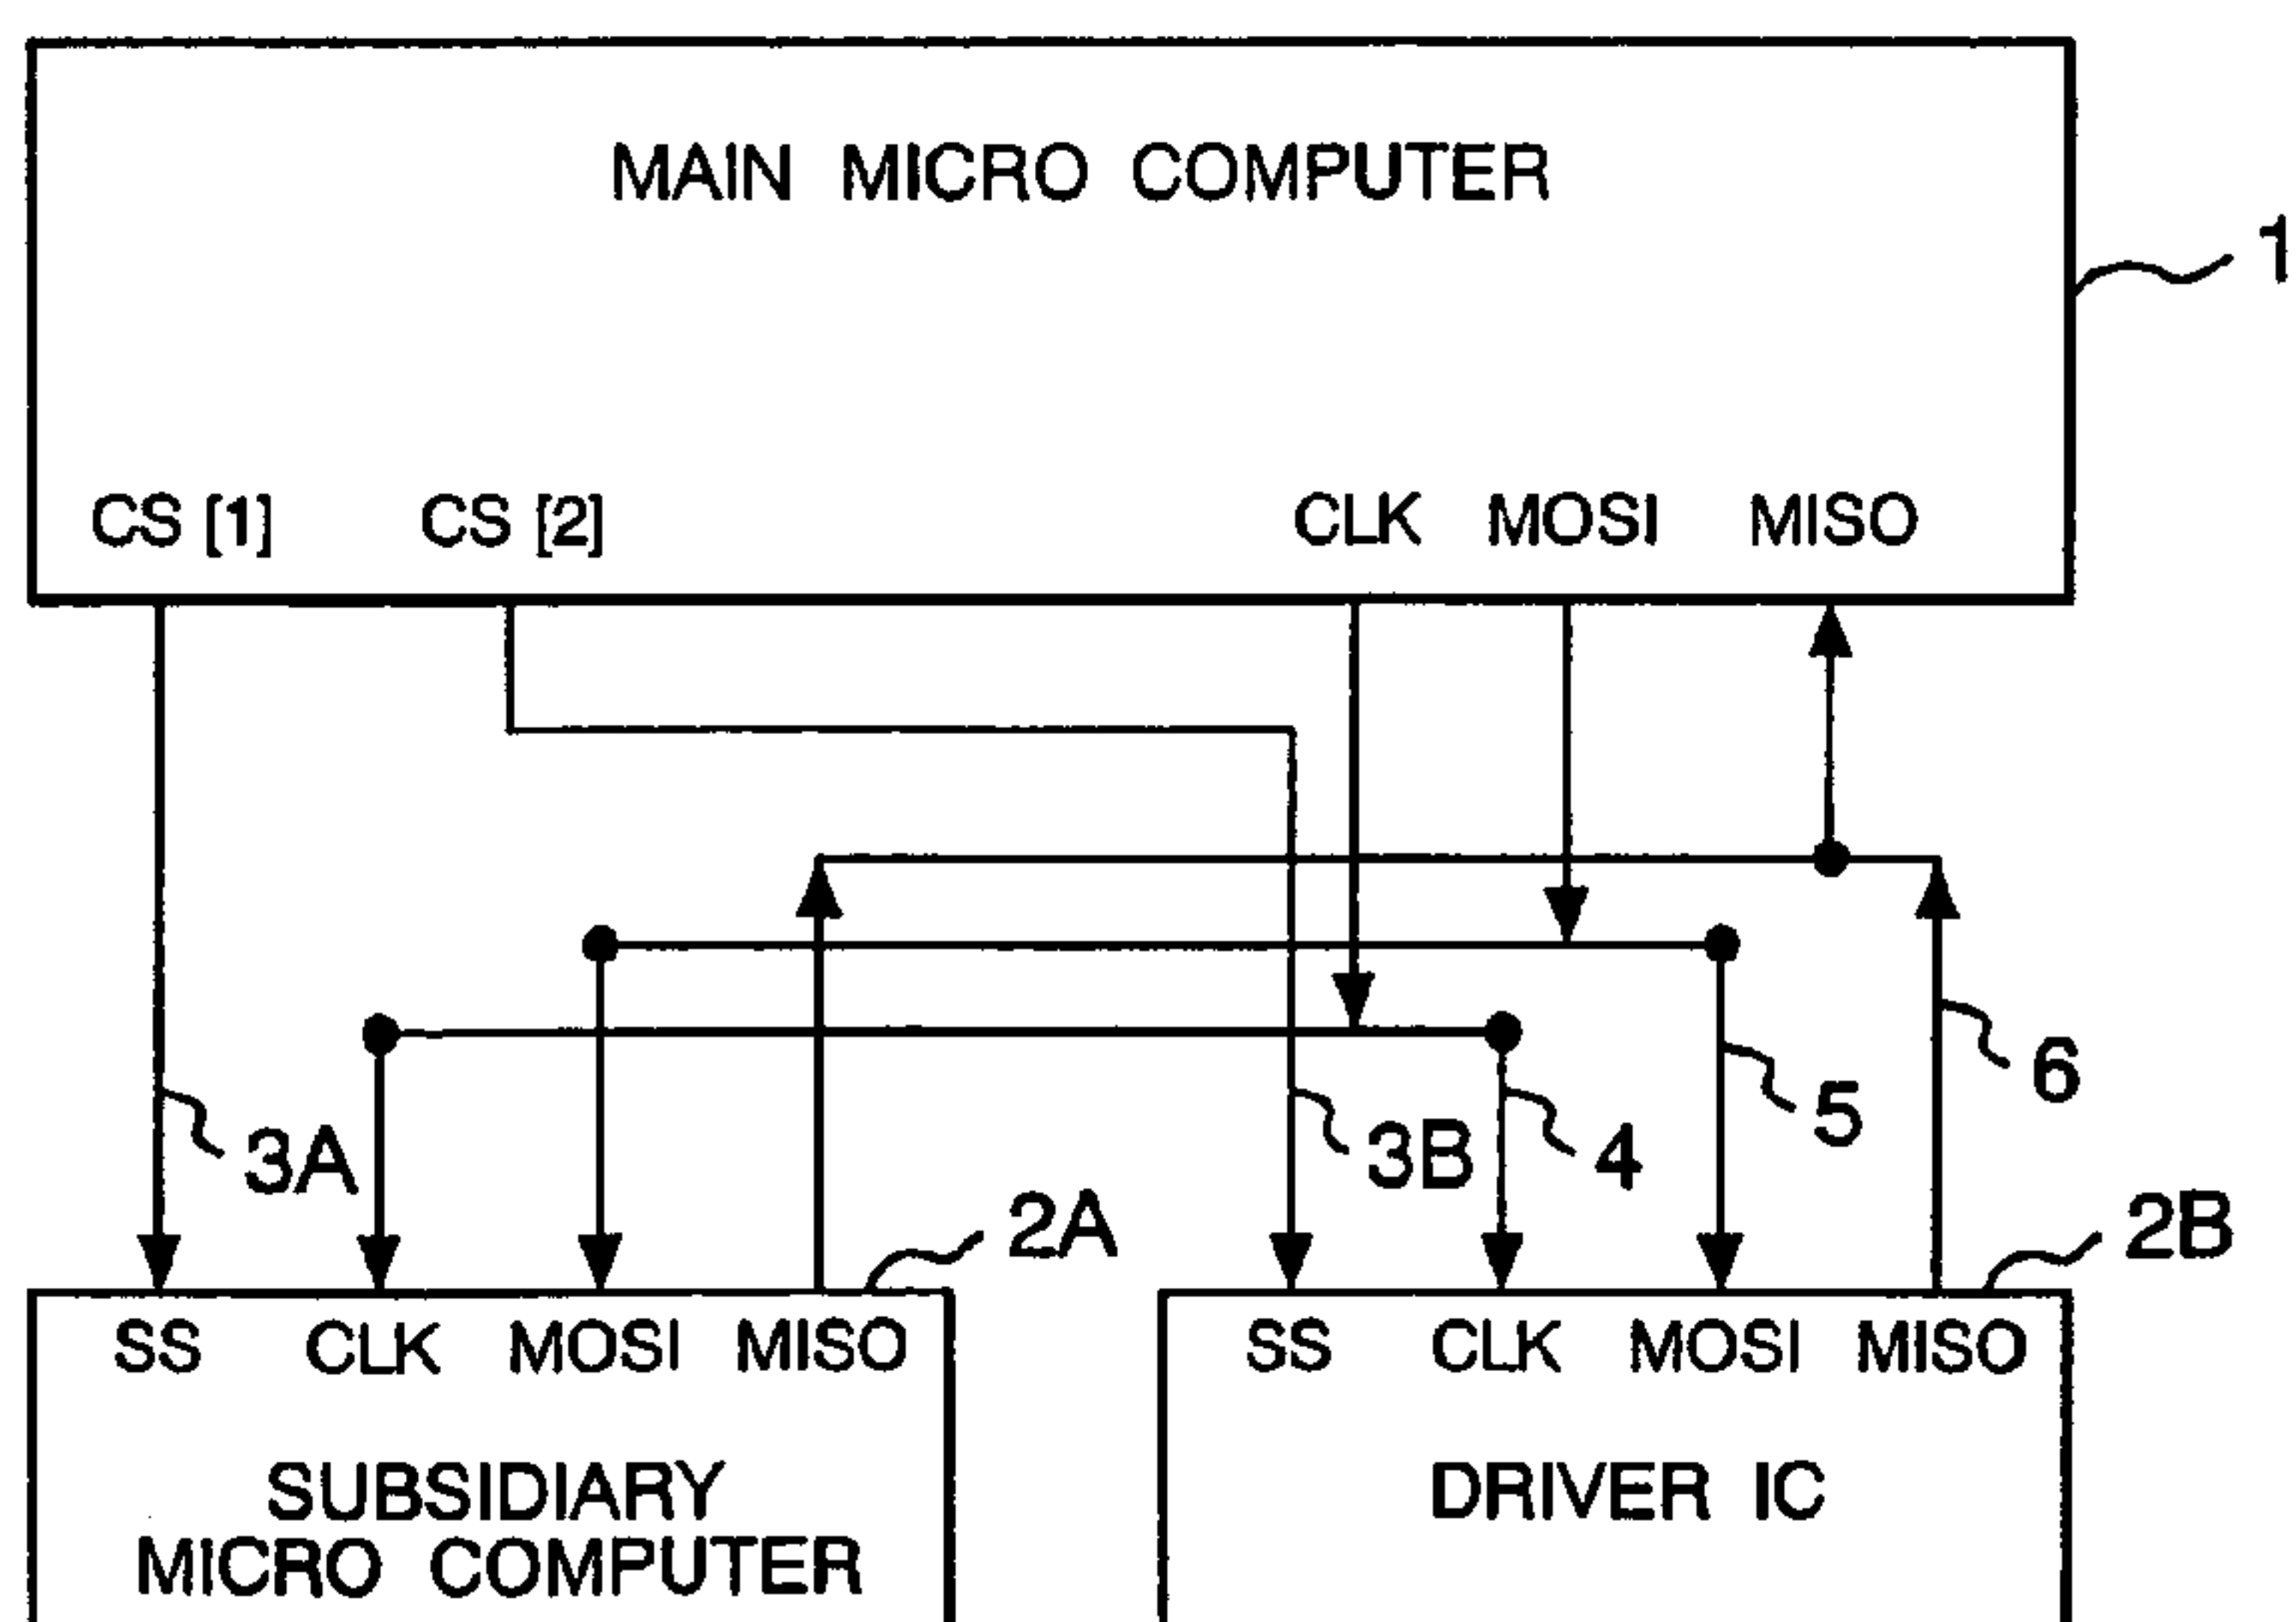 MAIN MICRO COMPUTER
1
CS [1] CS [2] CLK MOSI MISO
6
5
3A 3B 4
2A 2B
SS CLK MOSI MISO SS CLK MOSI MISO
SUBSIDIARY DRIVER IC
MICRO COMPUTER